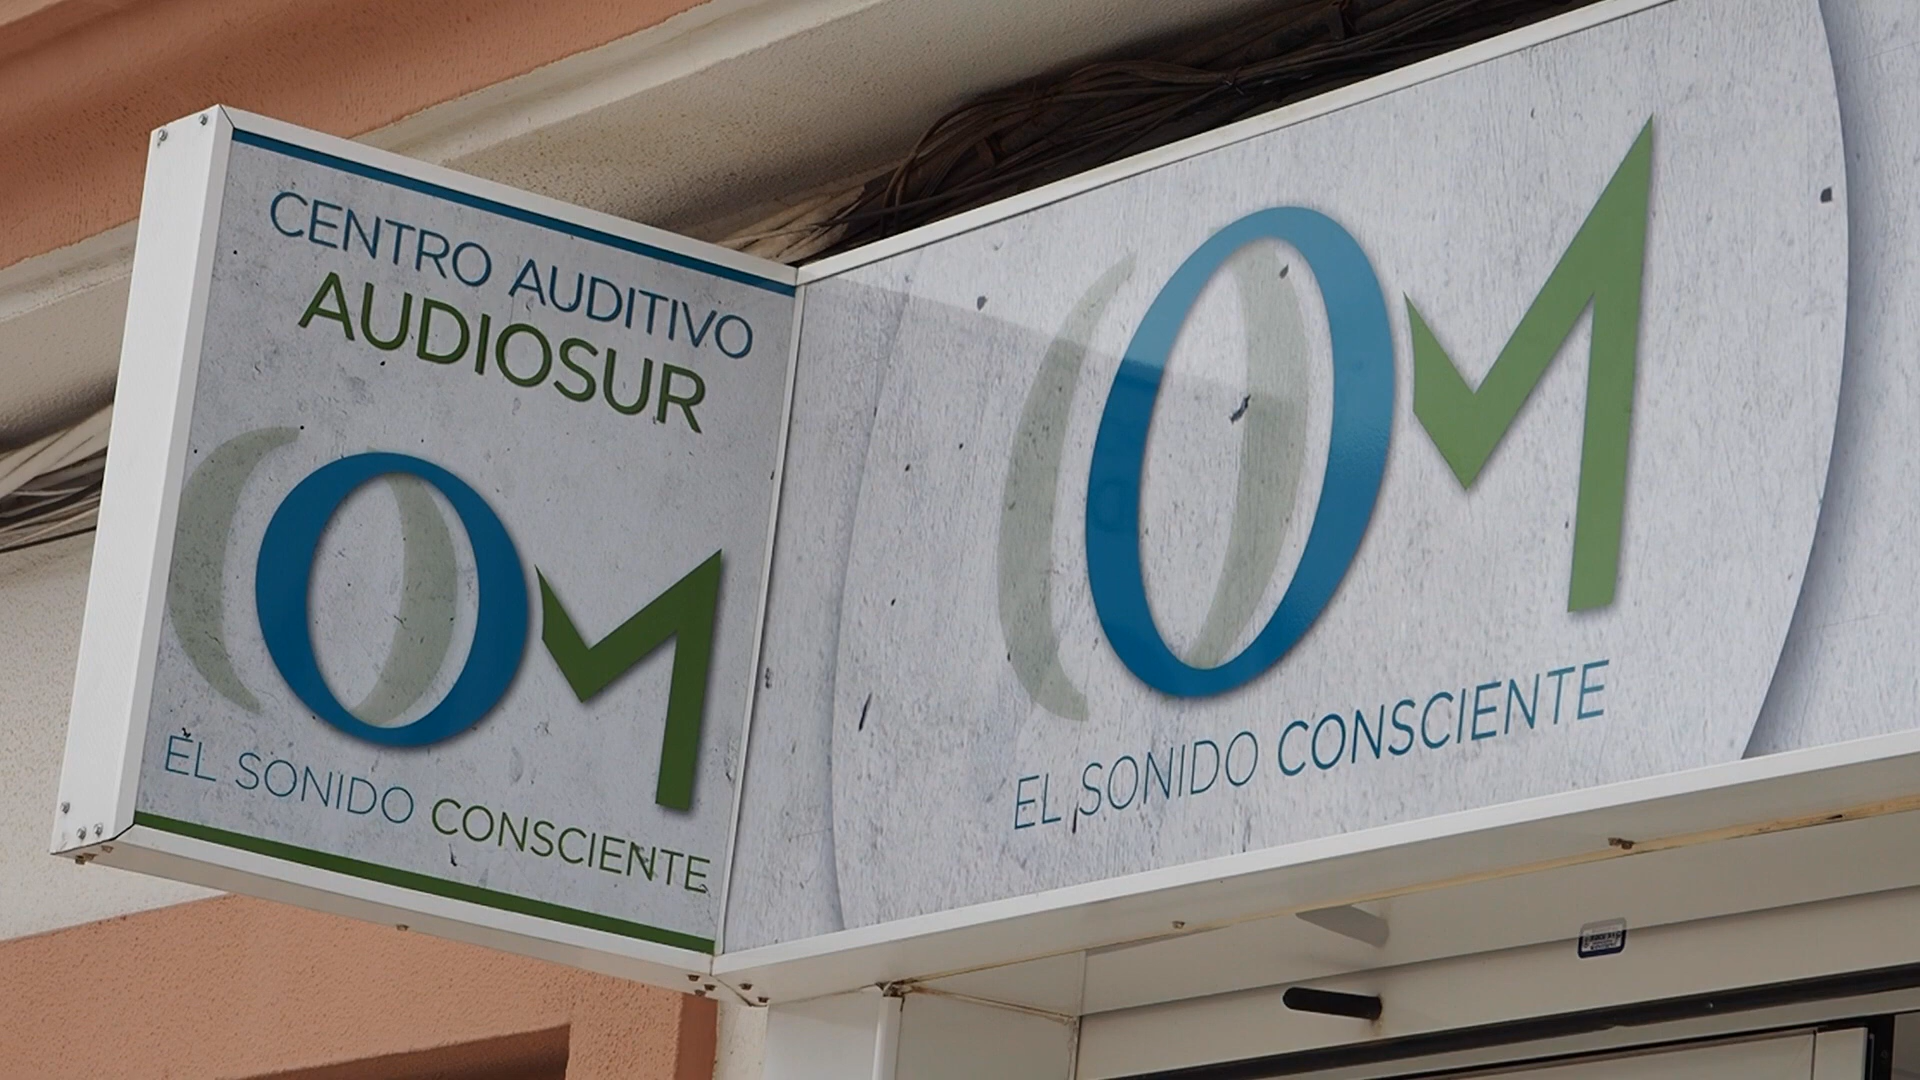 CENTRO AUDITIVO
AUDIOSUR
OM
EL SONIDO CONSCIENTE
OM
EL SONIDO CONSCIENTE